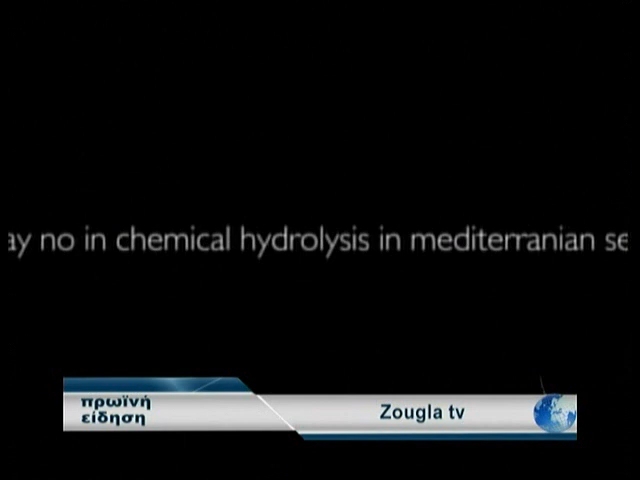 ay no in chemical hydrolysis in mediterranian se
πρωϊνή
είδηση
Zougla tv